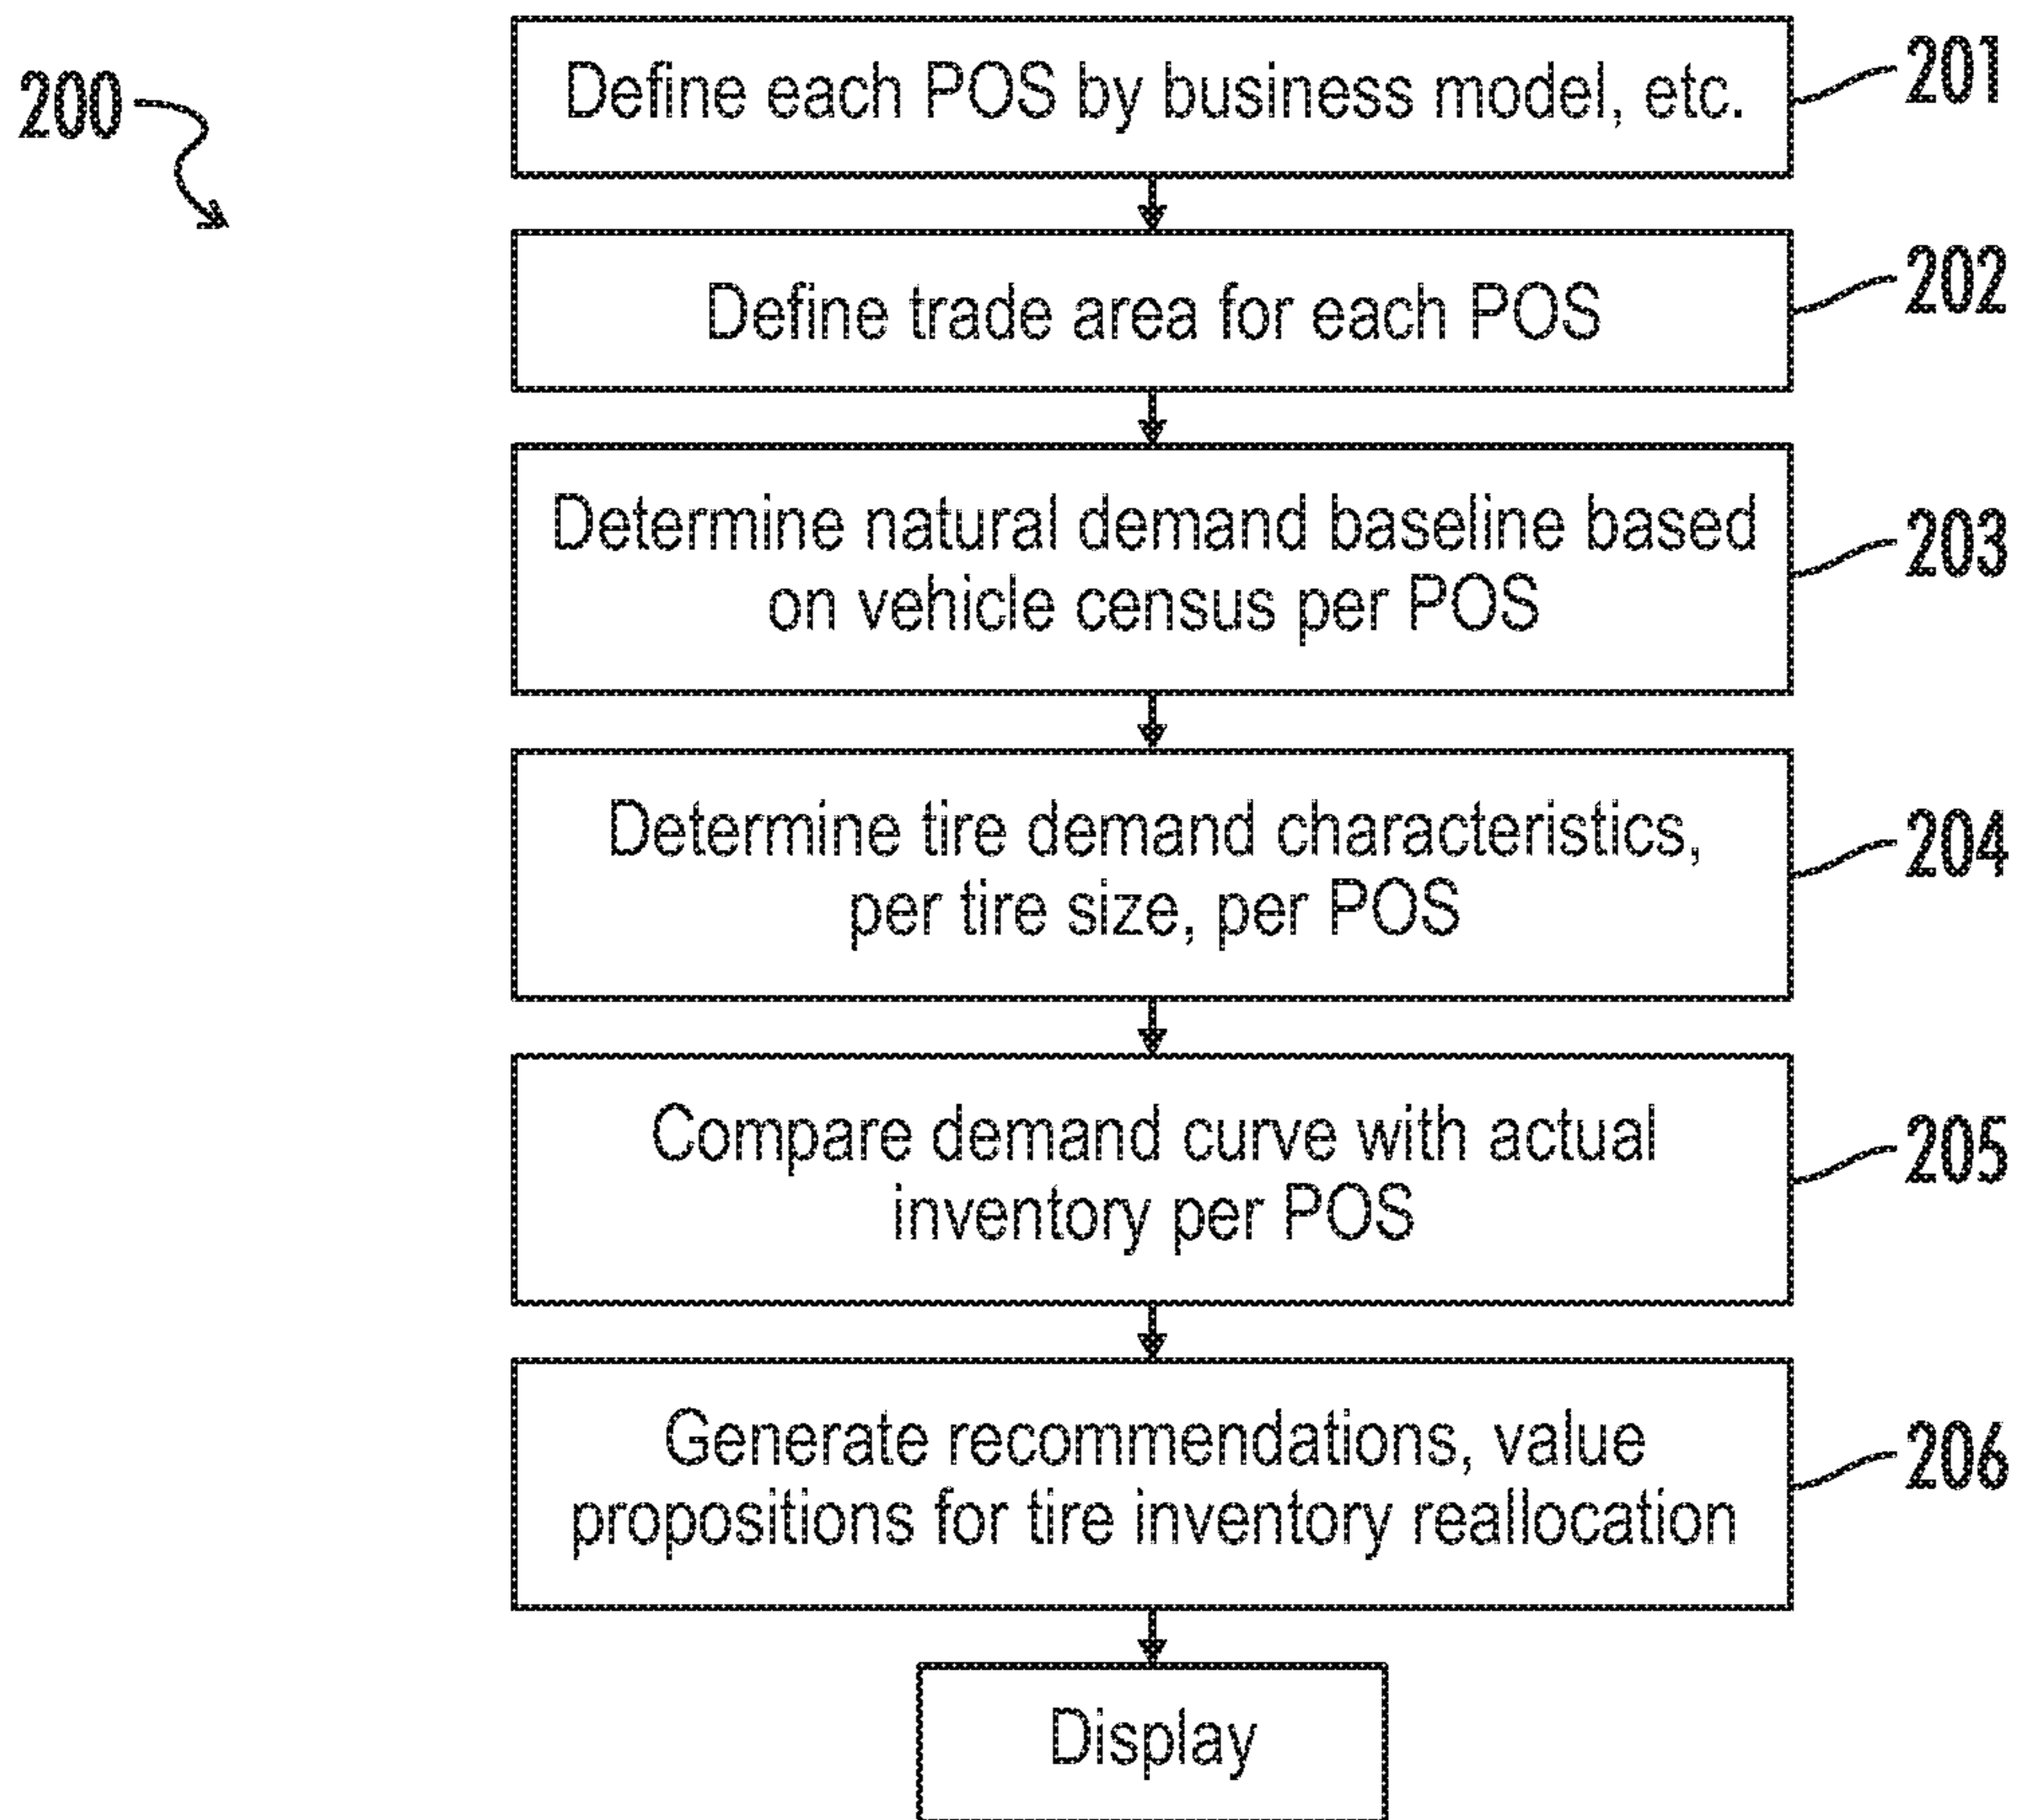 200
Define each POS by business model, etc.
201
Define trade area for each POS
202
Determine natural demand baseline based
on vehicle census per POS
203
Determine tire demand characteristics,
per tire size, per POS
204
Compare demand curve with actual
inventory per POS
205
Generate recommendations, value
propositions for tire inventory reallocation
206
Display